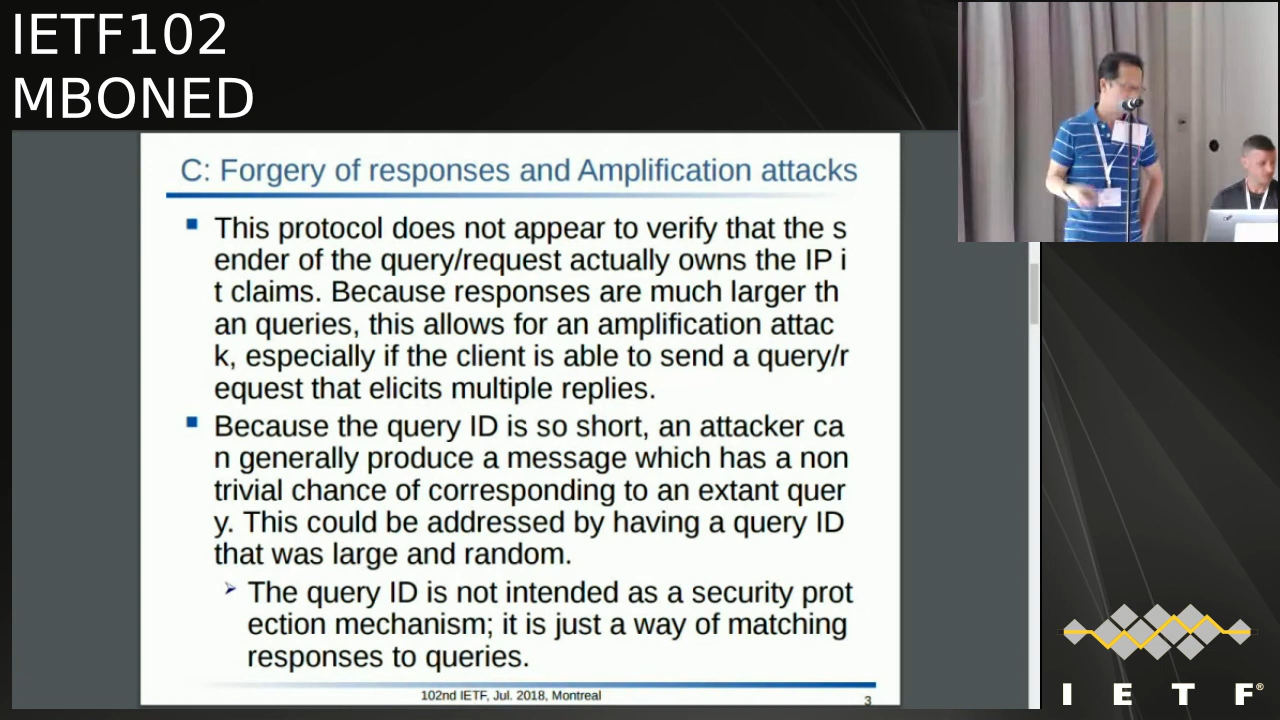 IETF102
MBONED
C: Forgery of responses and Amplification attacks
This protocol does not appear to verify that the s
ender of the query/request actually owns the IP i
t claims. Because responses are much larger th
an queries, this allows for an amplification attac
k, especially if the client is able to send a query/r
equest that elicits multiple replies.
Because the query ID is so short, an attacker ca
n generally produce a message which has a non
trivial chance of corresponding to an extant quer
y. This could be addressed by having a query ID
that was large and random.
The query ID is not intended as a security prot
ection mechanism; it is just a way of matching
responses to queries.
102nd IETF, Jul. 2018, Montreal
3
I E T F®